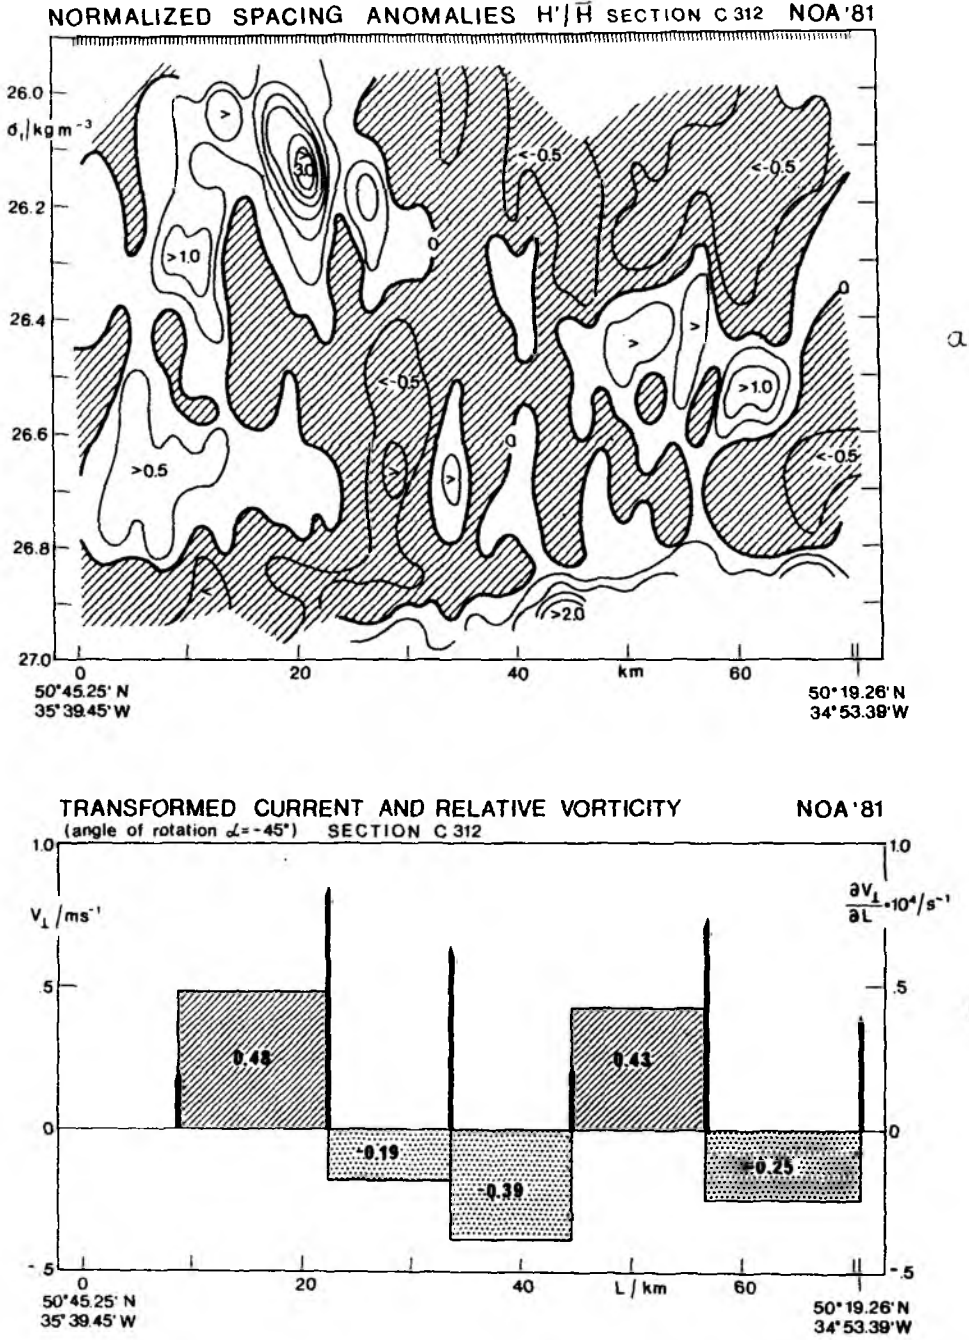 NORMALIZED SPACING ANOMALIES H'/H̅ SECTION C 312 NOA '81
26.0
σ₁/kg m⁻³
>
>
3.0
<-0.5
<-0.5
26.2
>1.0
0
0
26.4
>
>
a
<-0.5
>1.0
26.6
0
>0.5
>
>
<-0.5
26.8
<
>2.0
27.0
0 20 40 km 60
50°45.25' N 50°19.26' N
35°39.45' W 34°53.39' W
TRANSFORMED CURRENT AND RELATIVE VORTICITY NOA '81
(angle of rotation α=-45°) SECTION C 312
1.0 1.0
V⊥ /ms⁻¹ ∂V⊥/∂L •10⁴/s⁻¹
.5 .5
0.48 0.43
0 0
-0.19 -0.25
-0.39
-.5 -.5
0 20 40 L / km 60
50°45.25' N 50°19.26' N
35°39.45' W 34°53.39' W